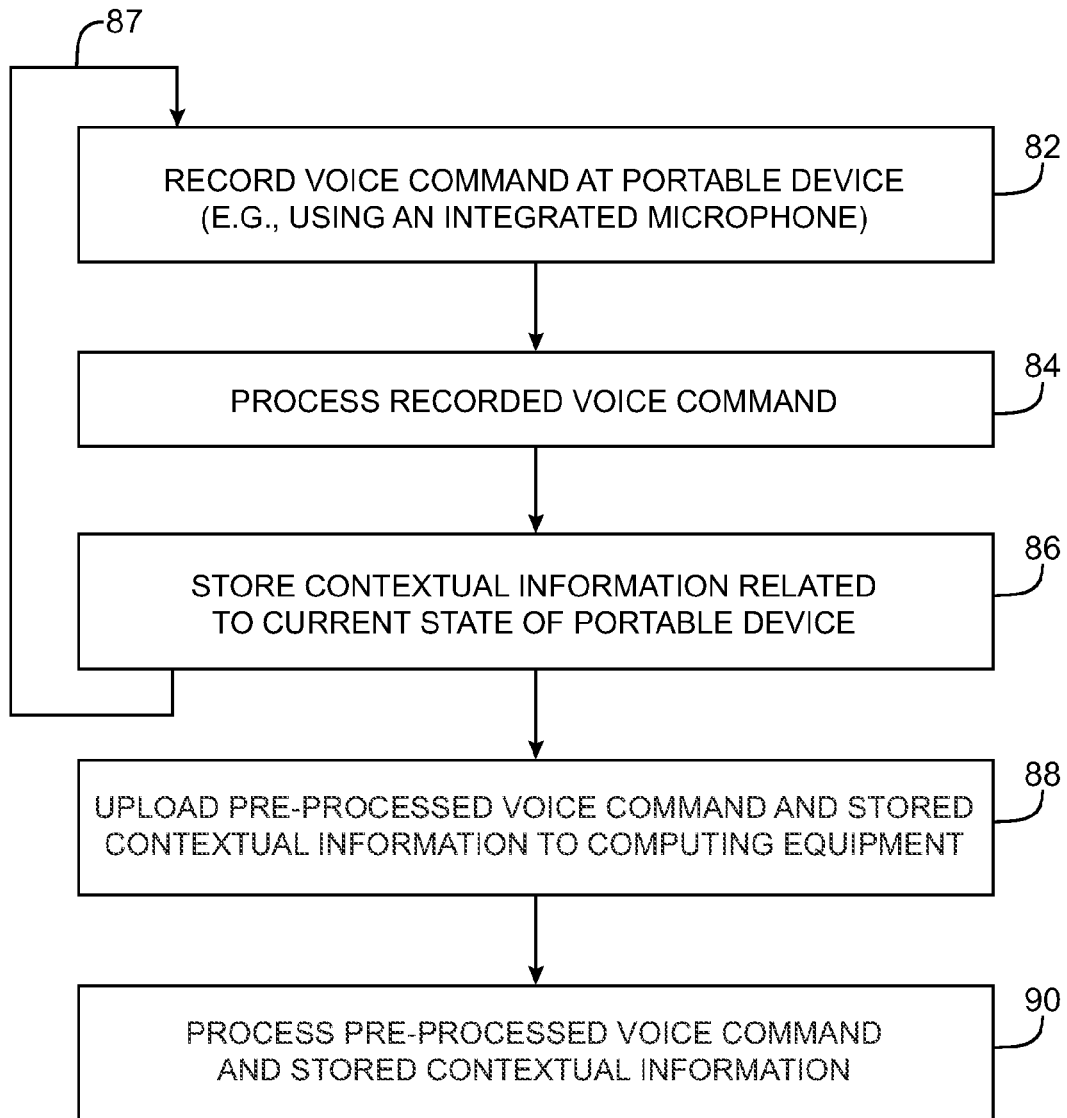 87
82
RECORD VOICE COMMAND AT PORTABLE DEVICE
(E.G., USING AN INTEGRATED MICROPHONE)
84
PROCESS RECORDED VOICE COMMAND
86
STORE CONTEXTUAL INFORMATION RELATED
TO CURRENT STATE OF PORTABLE DEVICE
88
UPLOAD PRE-PROCESSED VOICE COMMAND AND STORED
CONTEXTUAL INFORMATION TO COMPUTING EQUIPMENT
90
PROCESS PRE-PROCESSED VOICE COMMAND
AND STORED CONTEXTUAL INFORMATION